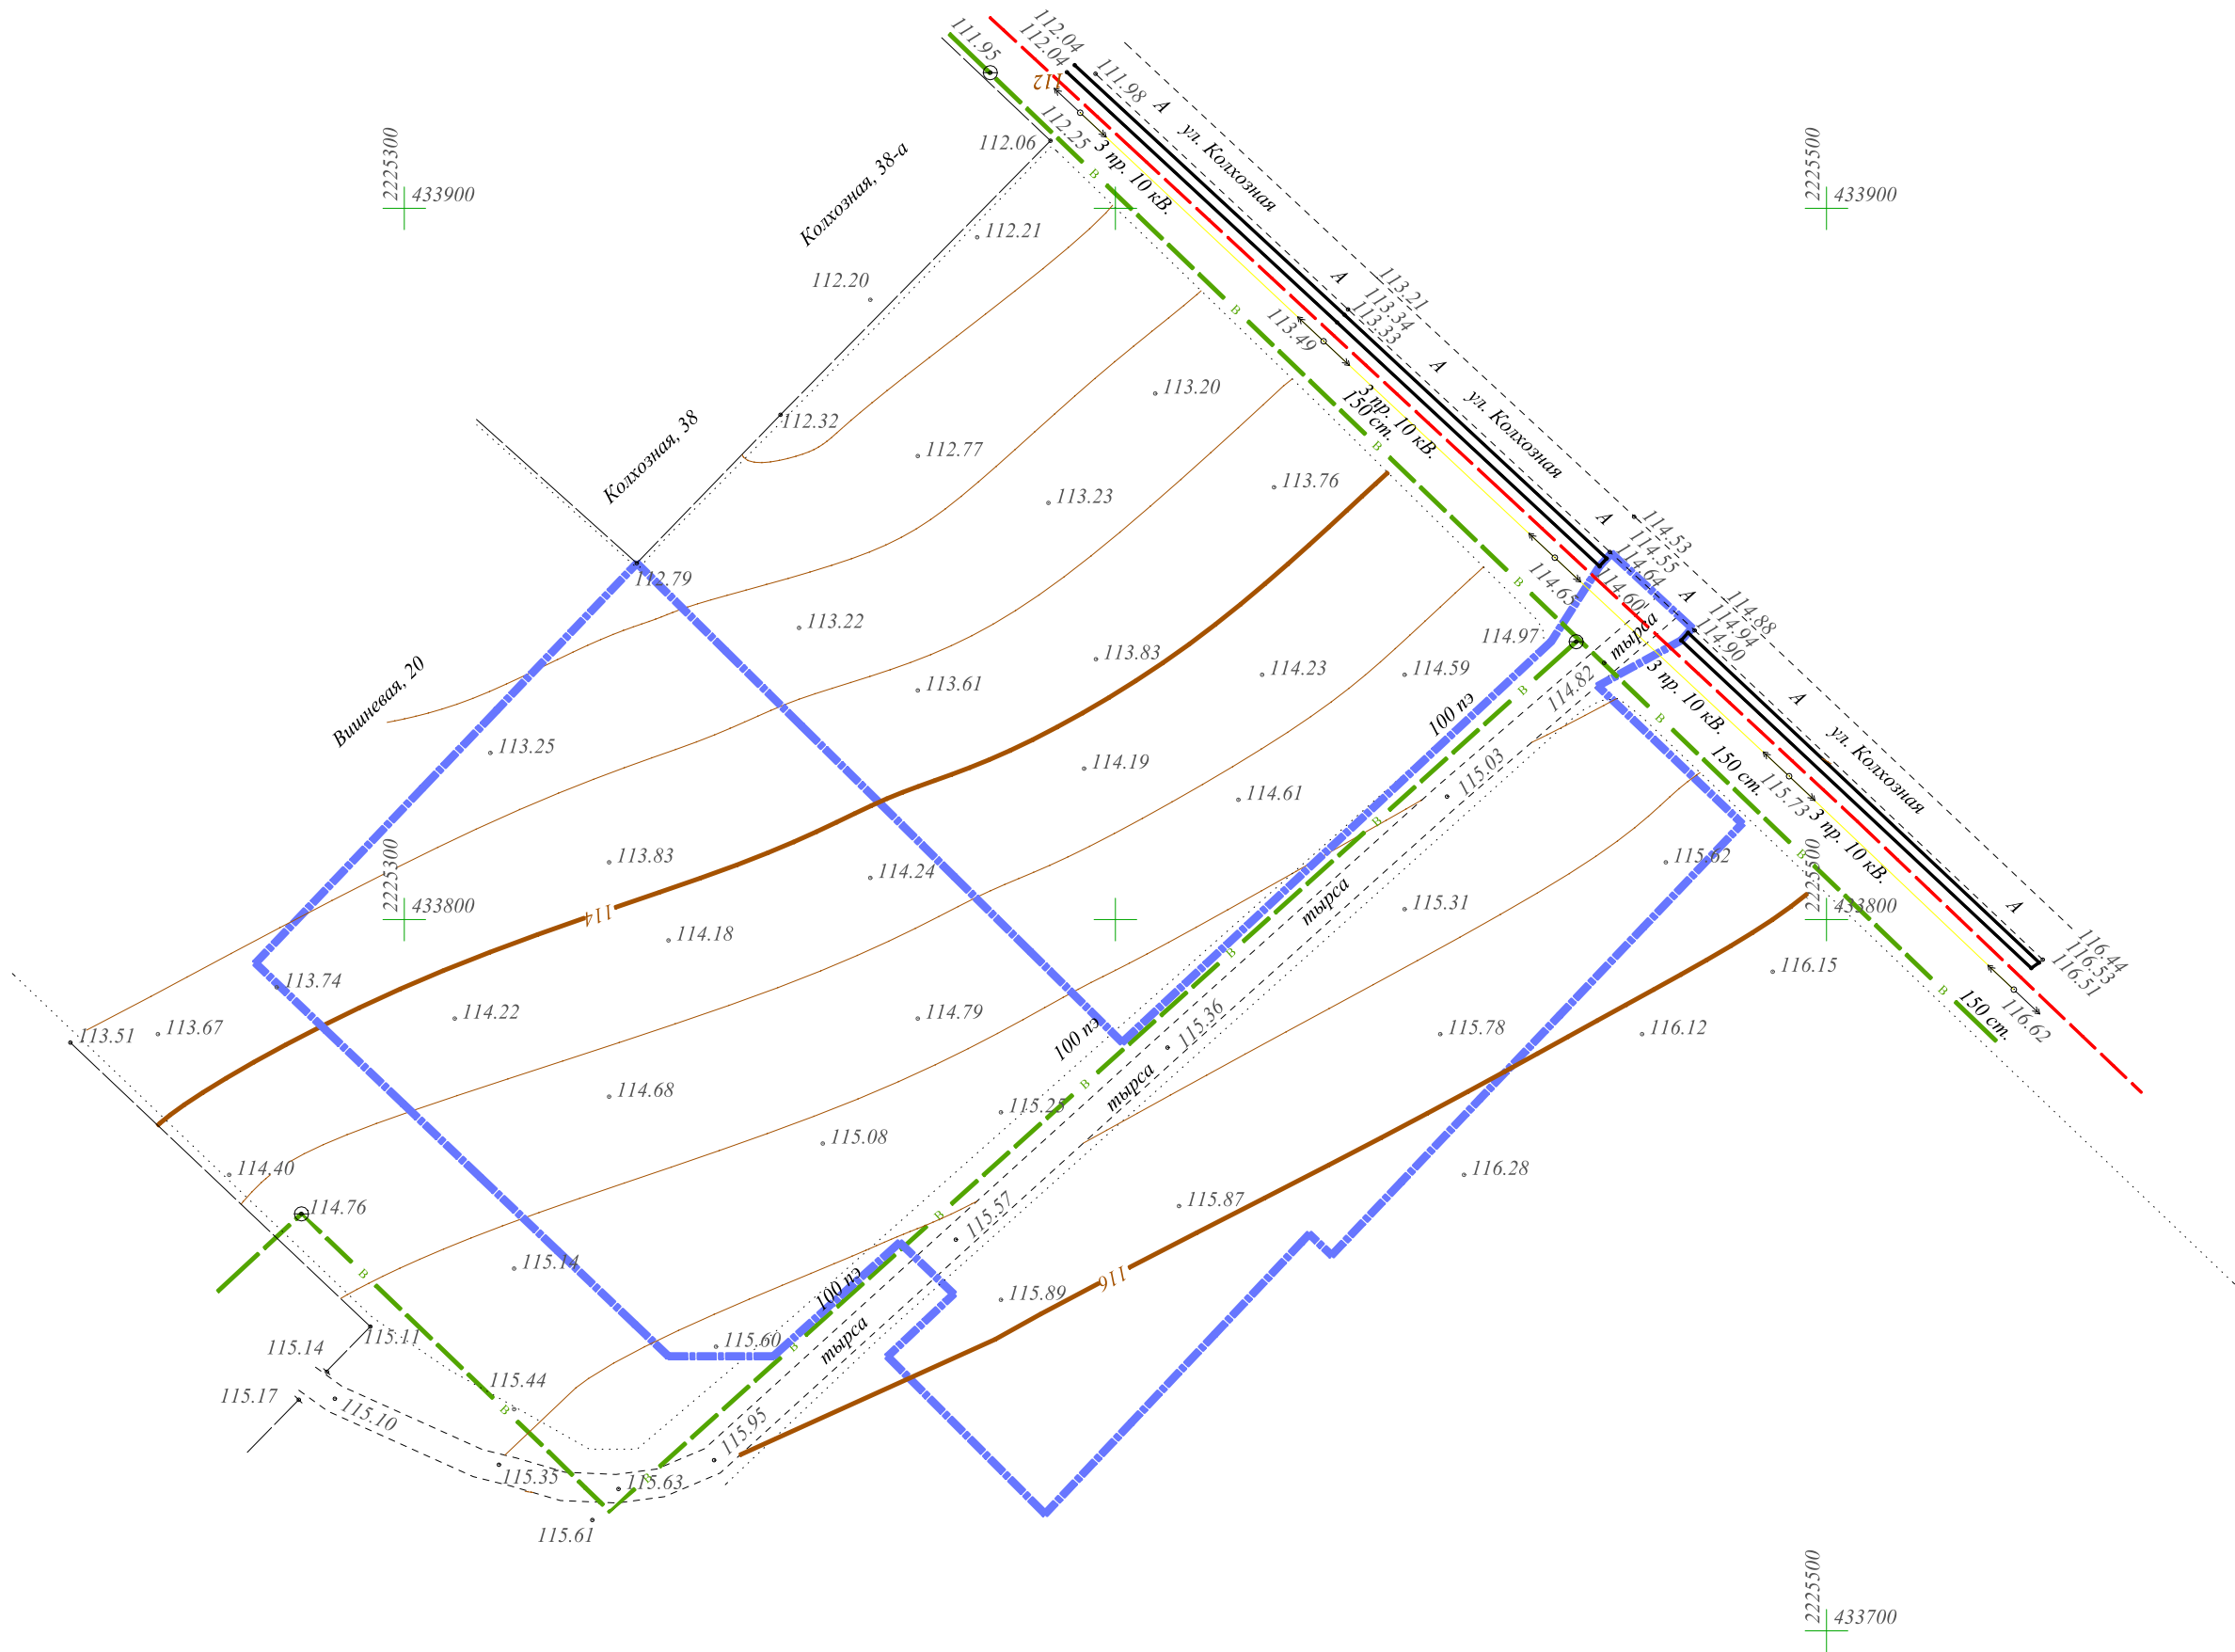 111.95
112.04
112.04
112
111.98
А
ул. Колхозная
112.25
112.06
3 пр. 10 кВ.
В
2225300
433900
2225500
433900
Колхозная, 38-а
112.21
112.20
А
113.21
113.34
113.33
113.49
В
113.20
112.32
А
ул. Колхозная
3 пр. 10 кВ.
150 ст.
В
Колхозная, 38
112.77
113.23
113.76
А
114.53
114.55
114.64
114.65
114.60
В
112.79
А
114.88
114.94
114.90
113.22
114.97
тырса
113.83
114.23
114.59
114.82
3 пр. 10 кВ.
А
ул. Колхозная
Вишневая, 20
113.61
100 пэ
В
В
113.25
114.19
115.03
150 ст.
115.73
3 пр. 10 кВ.
114.61
В
В
113.83
114.24
115.62
2225300
433800
2225500
433800
114
тырса
115.31
А
114.18
В
116.44
116.53
116.51
116.15
113.74
В
150 ст.
116.62
114.22
114.79
115.36
115.78
116.12
113.51
113.67
100 пэ
114.68
В
тырса
115.25
115.08
114.40
116.28
114.76
115.87
115.57
В
115.14
В
100 пэ
115.89
116
115.11
115.14
115.60
В
тырса
115.17
115.44
115.10
В
115.95
115.35
115.63
В
115.61
2225500
433700